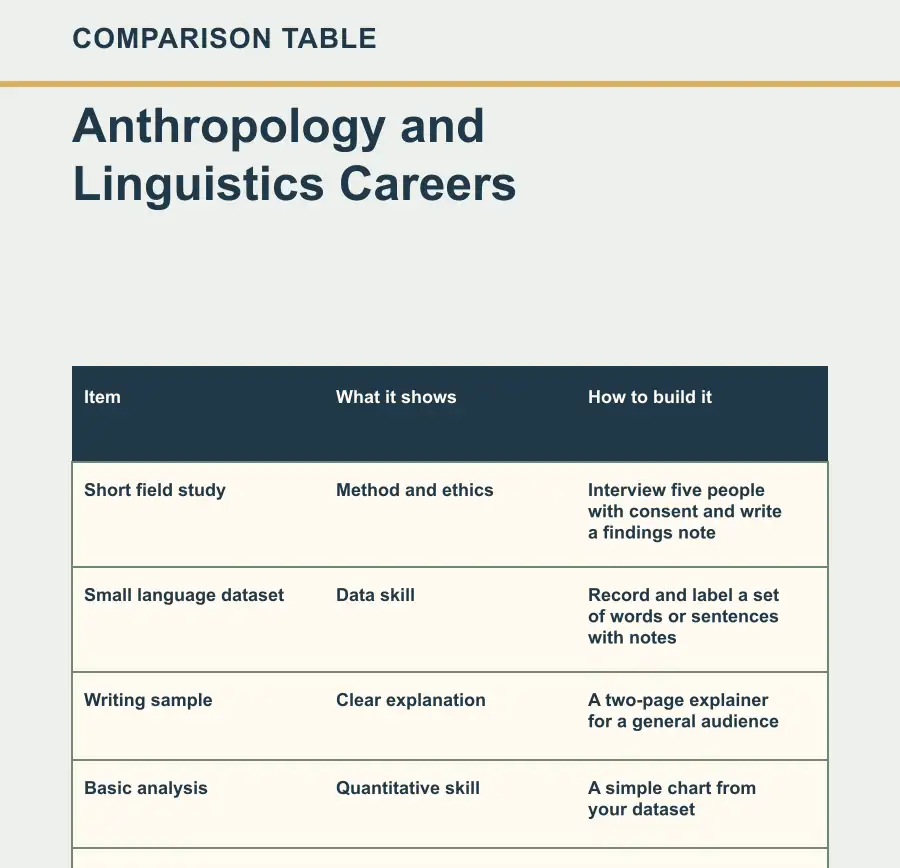 COMPARISON TABLE
Anthropology and
Linguistics Careers
Item
What it shows
How to build it
Short field study
Method and ethics
Interview five people
with consent and write
a findings note
Small language dataset
Data skill
Record and label a set
of words or sentences
with notes
Writing sample
Clear explanation
A two-page explainer
for a general audience
Basic analysis
Quantitative skill
A simple chart from
your dataset